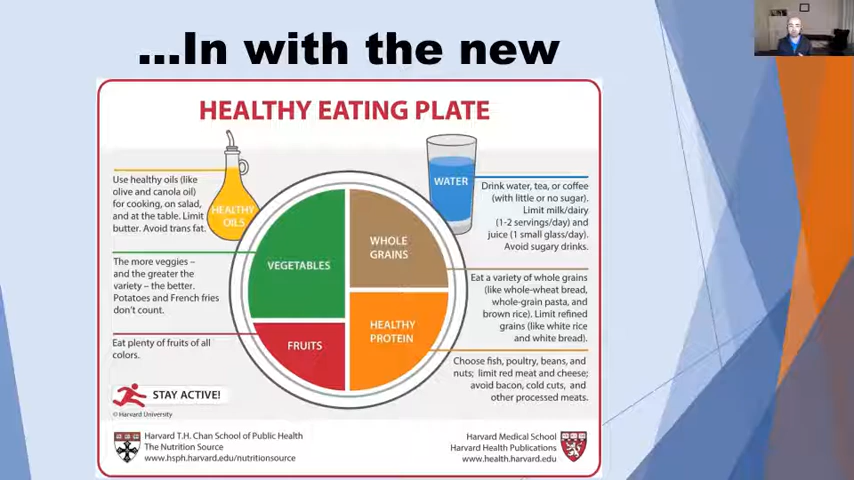 ...In with the new
HEALTHY EATING PLATE
Use healthy oils (like
olive and canola oil)
for cooking, on salad,
and at the table. Limit
butter. Avoid trans fat.
HEALTHY
OILS
WATER
Drink water, tea, or coffee
(with little or no sugar).
Limit milk/dairy
(1-2 servings/day) and
juice (1 small glass/day).
Avoid sugary drinks.
The more veggies –
and the greater the
variety – the better.
Potatoes and French fries
don't count.
VEGETABLES
WHOLE
GRAINS
Eat a variety of whole grains
(like whole-wheat bread,
whole-grain pasta, and
brown rice). Limit refined
grains (like white rice
and white bread).
Eat plenty of fruits of all
colors.
FRUITS
HEALTHY
PROTEIN
Choose fish, poultry, beans, and
nuts; limit red meat and cheese;
avoid bacon, cold cuts, and
other processed meats.
STAY ACTIVE!
© Harvard University
Harvard T.H. Chan School of Public Health
The Nutrition Source
www.hsph.harvard.edu/nutritionsource
Harvard Medical School
Harvard Health Publications
www.health.harvard.edu